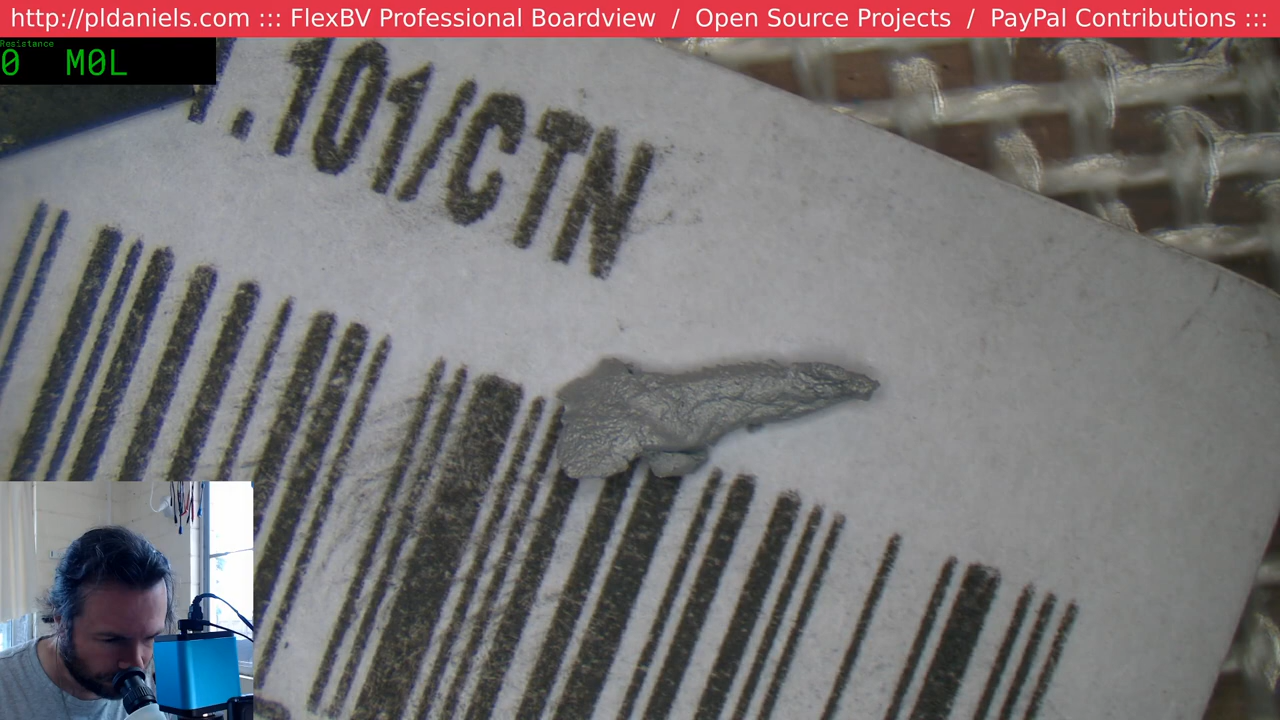 http://pldaniels.com ::: FlexBV Professional Boardview / Open Source Projects / PayPal Contributions :::
Resistance
0 M0L
.101/CTN